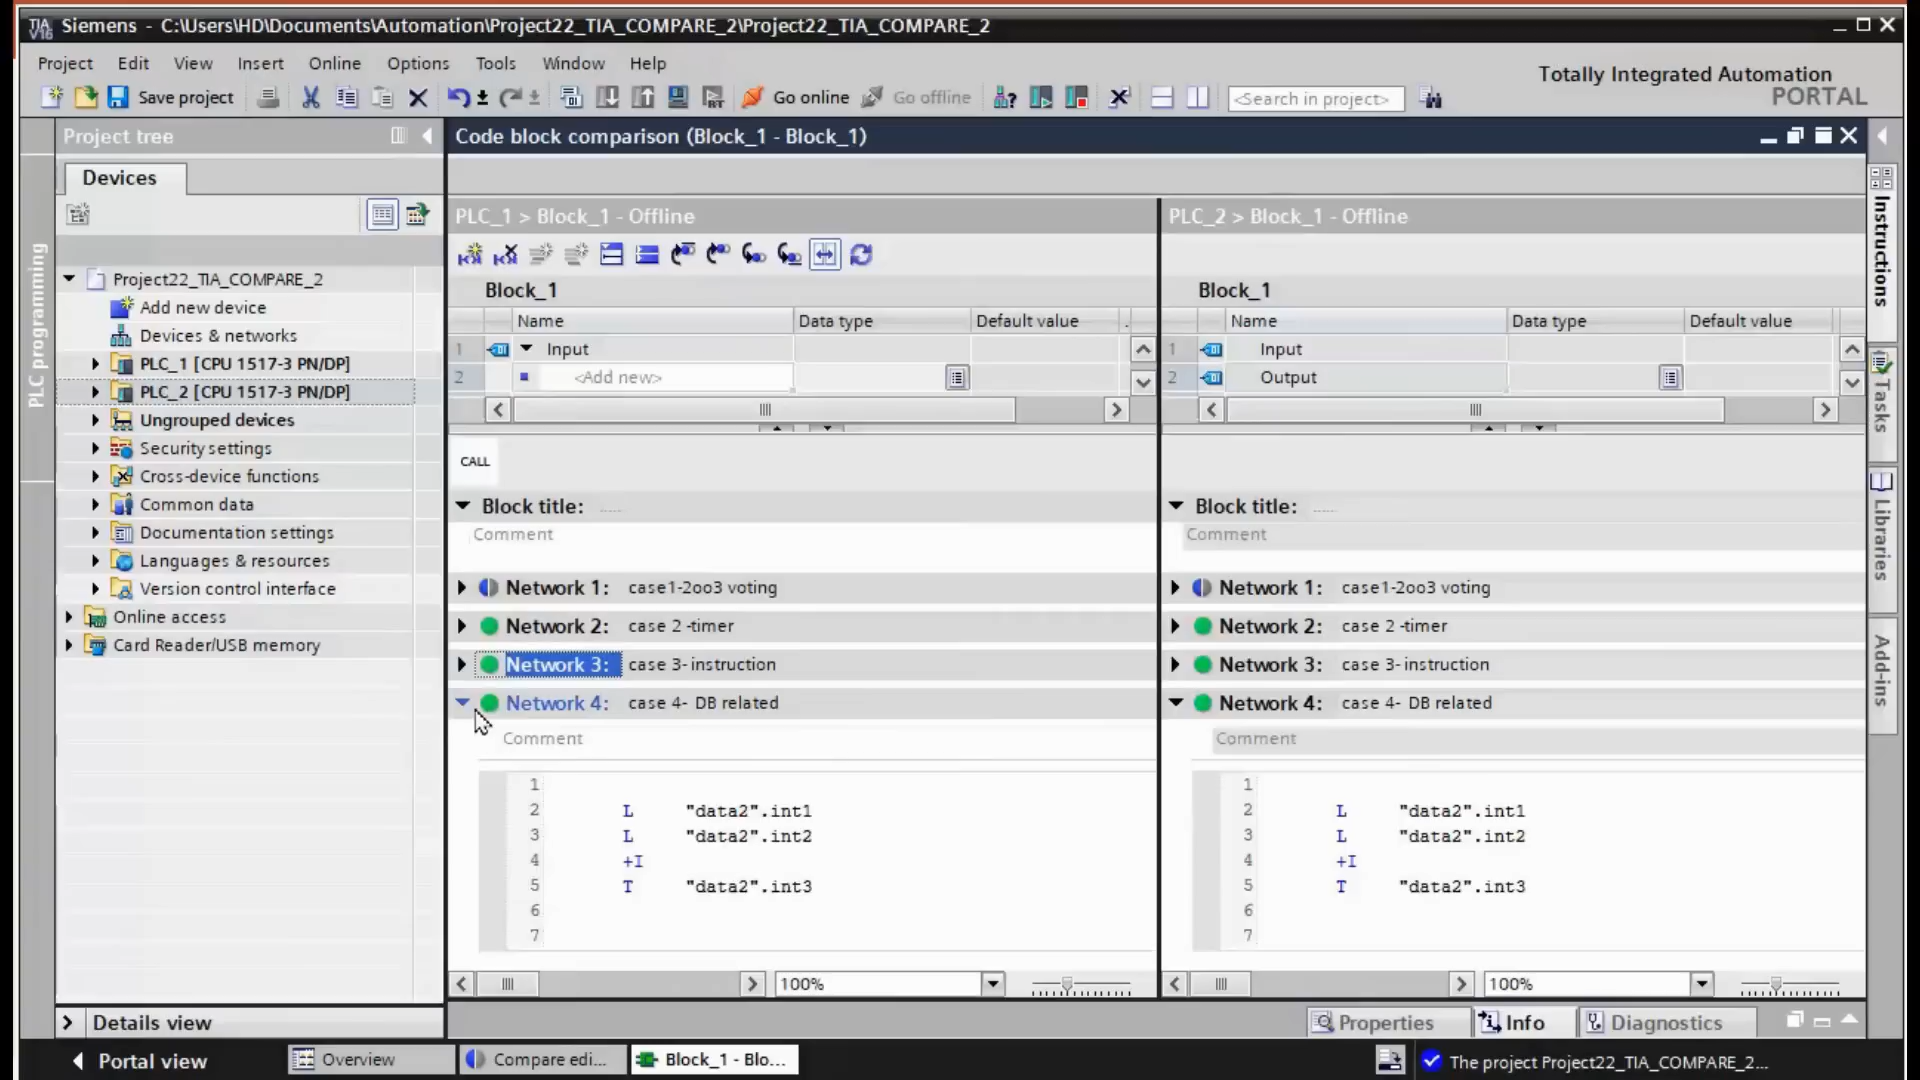 TIA V16 Siemens - C:\Users\HD\Documents\Automation\Project22_TIA_COMPARE_2\Project22_TIA_COMPARE_2
Project Edit View Insert Online Options Tools Window Help
Totally Integrated Automation
PORTAL
Save project Go online Go offline <Search in project>
Project tree
Code block comparison (Block_1 - Block_1)
Devices
PLC programming
Project22_TIA_COMPARE_2
Add new device
Devices & networks
PLC_1 [CPU 1517-3 PN/DP]
PLC_2 [CPU 1517-3 PN/DP]
Ungrouped devices
Security settings
Cross-device functions
Common data
Documentation settings
Languages & resources
Version control interface
Online access
Card Reader/USB memory
Details view
PLC_1 > Block_1 - Offline
Block_1
Name Data type Default value .
1 Input
2 <Add new>
CALL
Block title: .....
Comment
Network 1: case1-2oo3 voting
Network 2: case 2 -timer
Network 3: case 3- instruction
Network 4: case 4- DB related
Comment
1
2 L "data2".int1
3 L "data2".int2
4 +I
5 T "data2".int3
6
7
100%
PLC_2 > Block_1 - Offline
Block_1
Name Data type Default value
1 Input
2 Output
Block title: .....
Comment
Network 1: case1-2oo3 voting
Network 2: case 2 -timer
Network 3: case 3- instruction
Network 4: case 4- DB related
Comment
1
2 L "data2".int1
3 L "data2".int2
4 +I
5 T "data2".int3
6
7
100%
Instructions
Tasks
Libraries
Add-ins
Properties Info Diagnostics
Portal view Overview Compare edi... Block_1 - Blo... The project Project22_TIA_COMPARE_2...